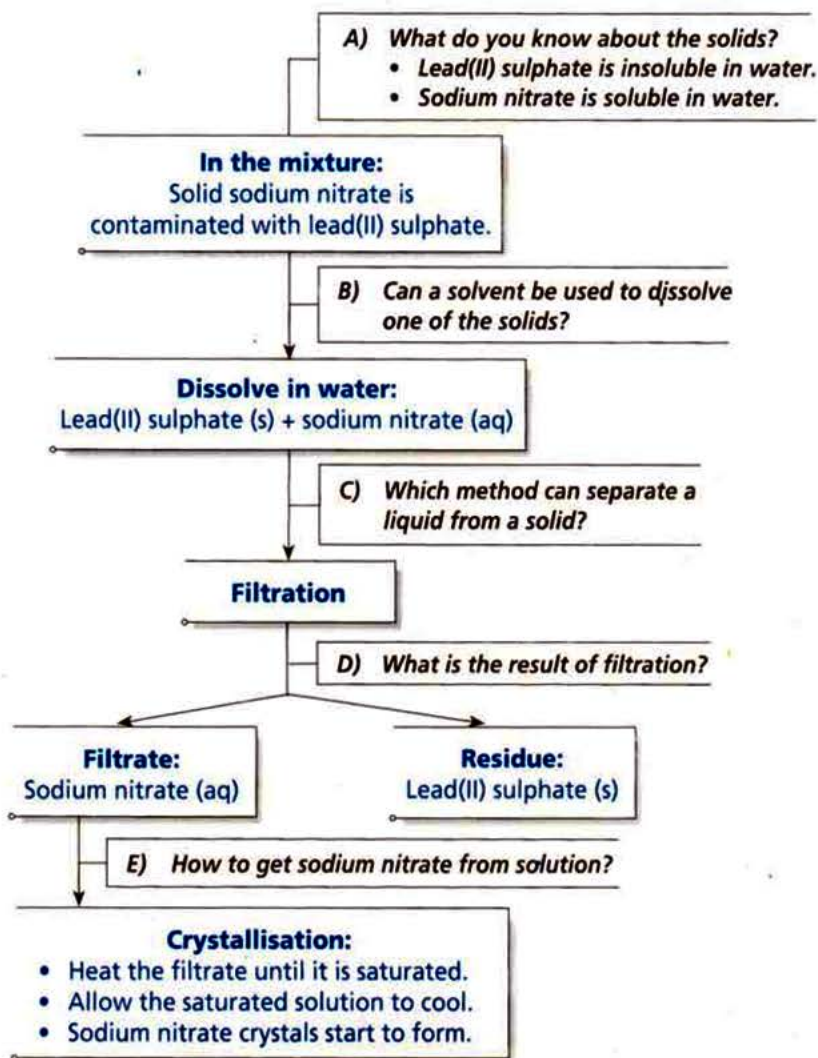 A) What do you know about the solids?
• Lead(II) sulphate is insoluble in water.
• Sodium nitrate is soluble in water.
In the mixture:
Solid sodium nitrate is
contaminated with lead(II) sulphate.
B) Can a solvent be used to dissolve
one of the solids?
Dissolve in water:
Lead(II) sulphate (s) + sodium nitrate (aq)
C) Which method can separate a
liquid from a solid?
Filtration
D) What is the result of filtration?
Filtrate:
Sodium nitrate (aq)
Residue:
Lead(II) sulphate (s)
E) How to get sodium nitrate from solution?
Crystallisation:
• Heat the filtrate until it is saturated.
• Allow the saturated solution to cool.
• Sodium nitrate crystals start to form.